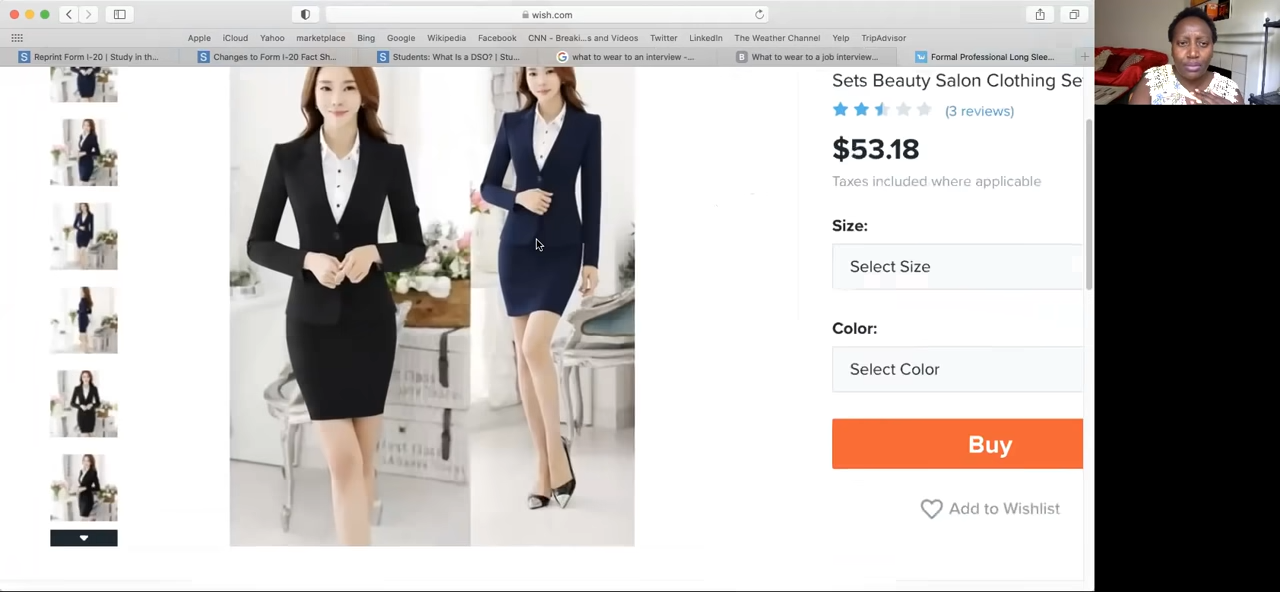 wish.com
Apple iCloud Yahoo marketplace Bing Google Wikipedia Facebook CNN - Breaki...s and Videos Twitter LinkedIn The Weather Channel Yelp TripAdvisor
Reprint Form I-20 | Study in th... Changes to Form I-20 Fact Sh... Students: What Is a DSO? | Stu... what to wear to an interview -... What to wear to a job interview... Formal Professional Long Slee...
Sets Beauty Salon Clothing Se
(3 reviews)
$53.18
Taxes included where applicable
Size:
Select Size
Color:
Select Color
Buy
Add to Wishlist